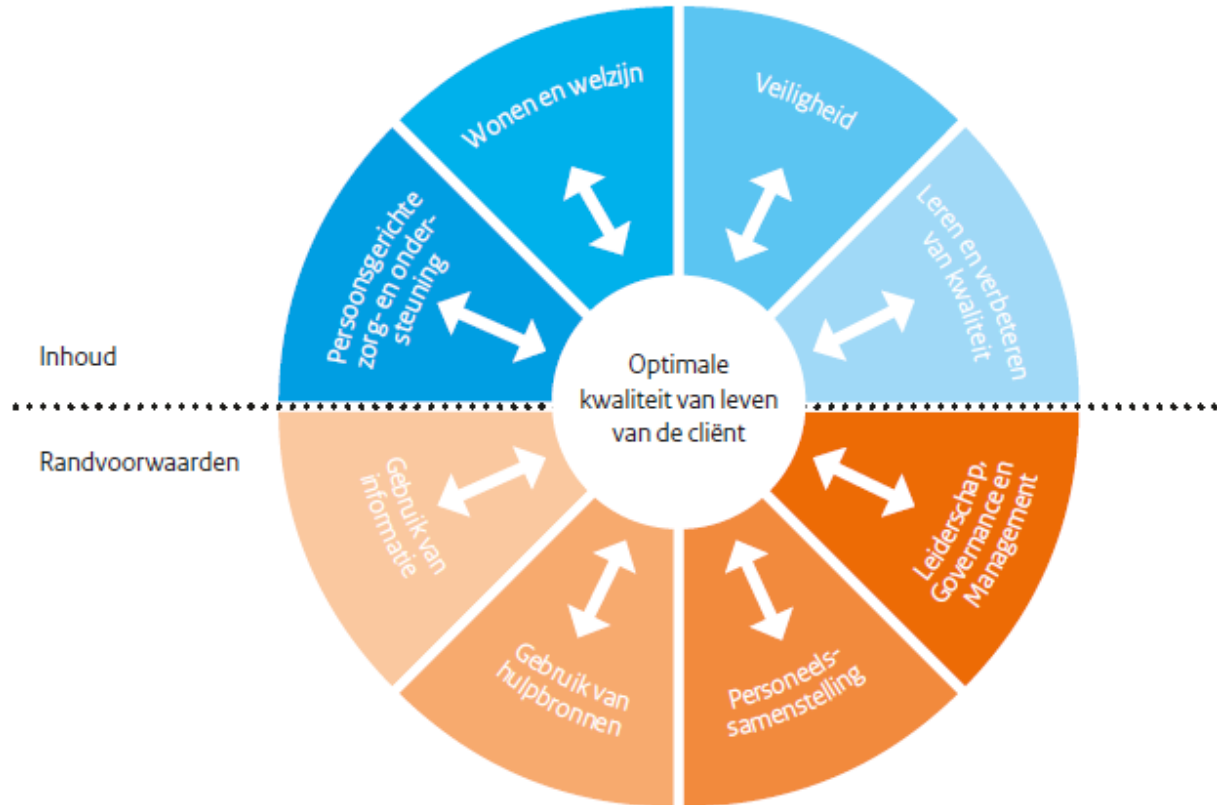 Wonen en welzijn
Veiligheid
Persoonsgerichte
zorg- en onder-
steuning
Leren en verbeteren
van kwaliteit
Inhoud
Optimale
kwaliteit van leven
van de cliënt
Randvoorwaarden
Gebruik van
informatie
Leiderschap,
Governance en
Management
Gebruik van
hulpbronnen
Personeels-
samenstelling